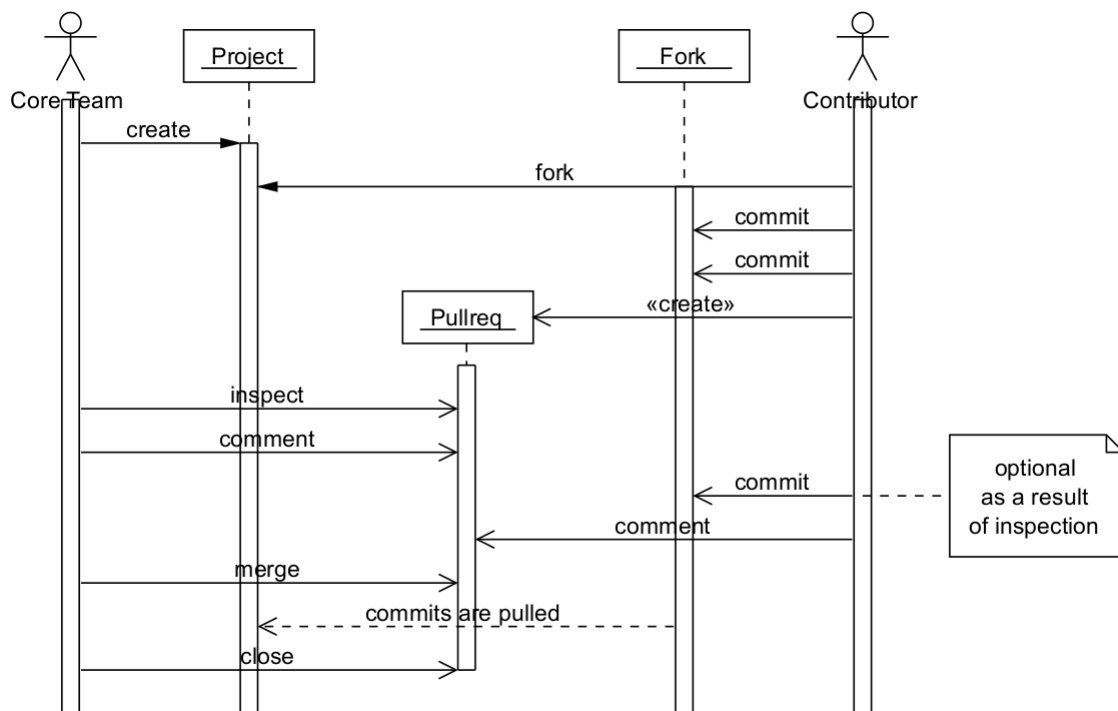 Project
Fork
Core Team
Contributor
create
fork
commit
commit
«create»
Pullreq
inspect
comment
commit
optional
as a result
of inspection
comment
merge
commits are pulled
close